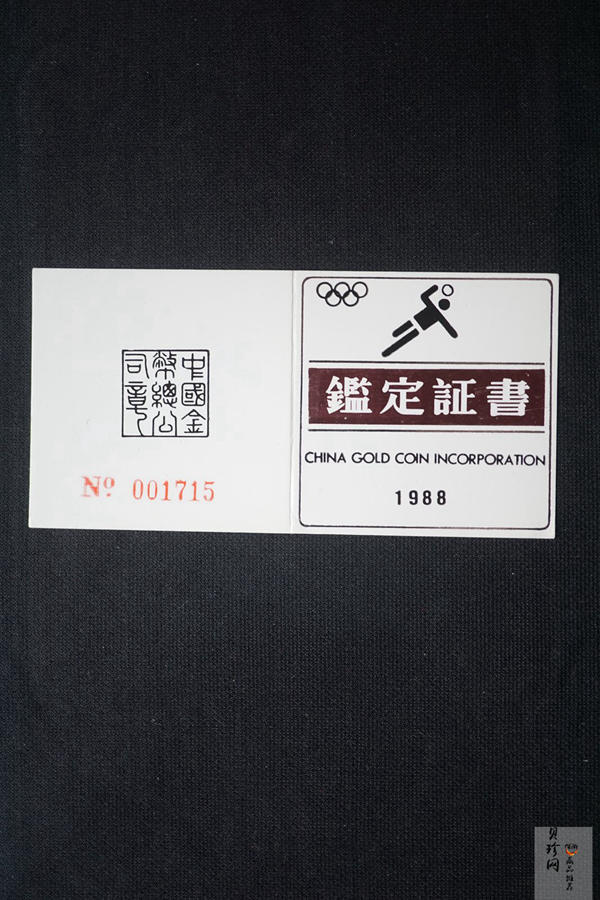 中國金
幣總公
司章
№ 001715
鑑定証書
CHINA GOLD COIN INCORPORATION
1988
贝珍网